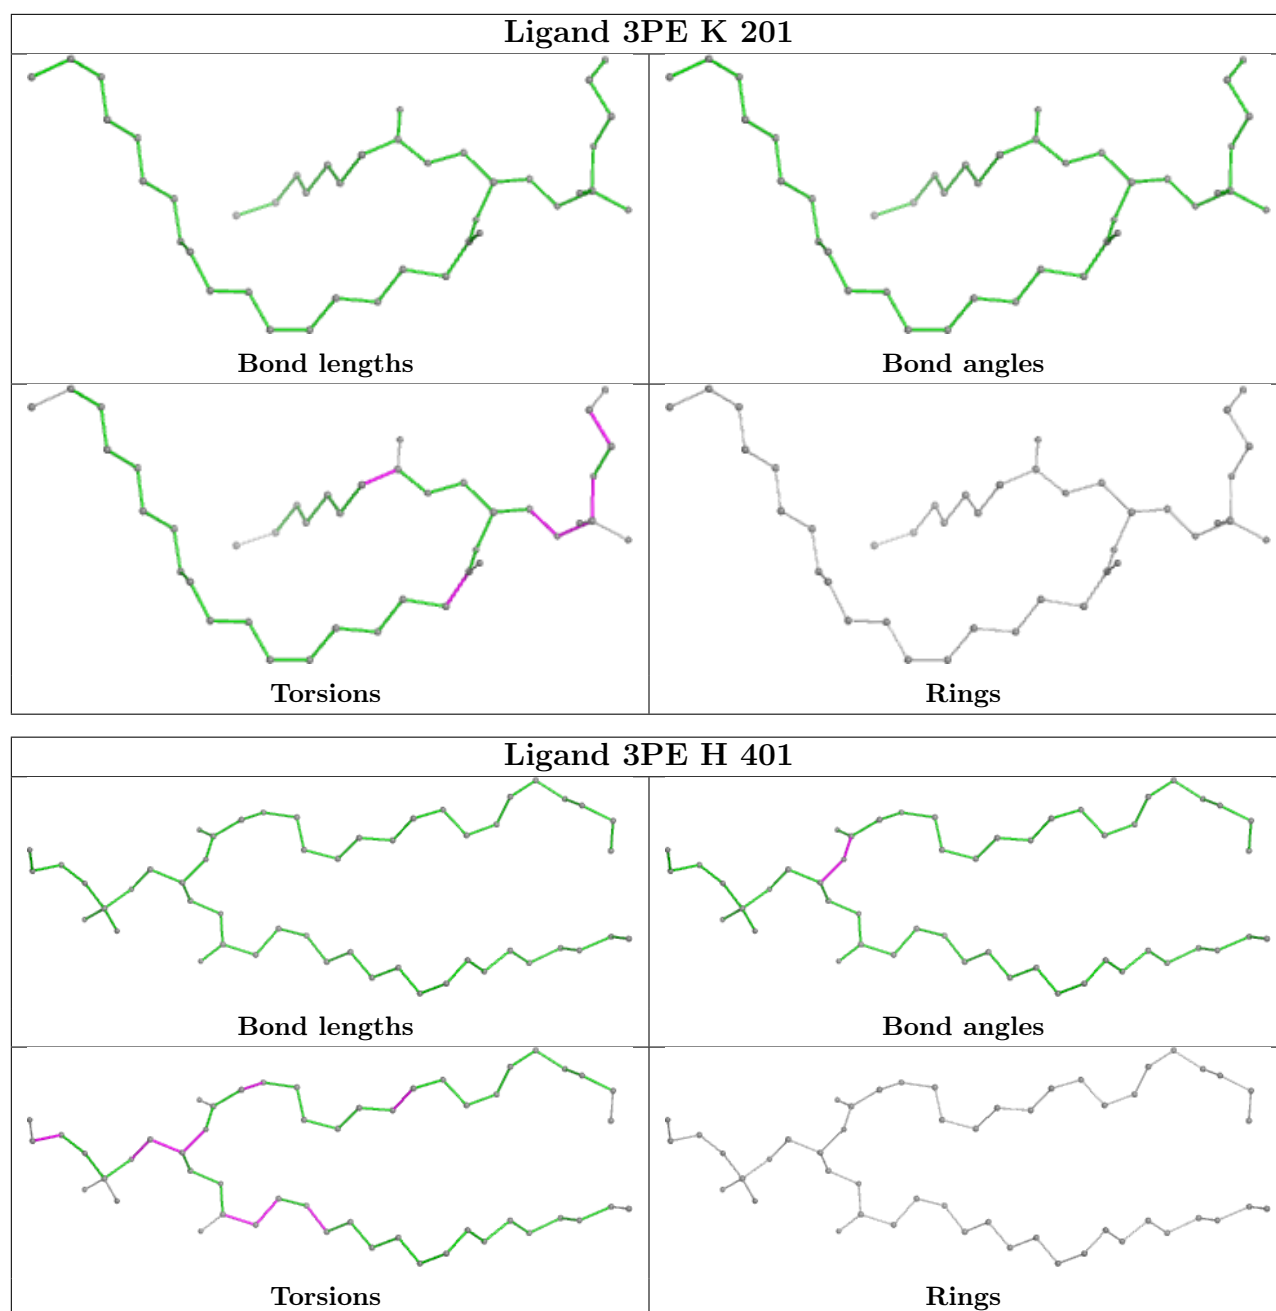 Ligand 3PE K 201
Bond lengths
Bond angles
Torsions
Rings
Ligand 3PE H 401
Bond lengths
Bond angles
Torsions
Rings